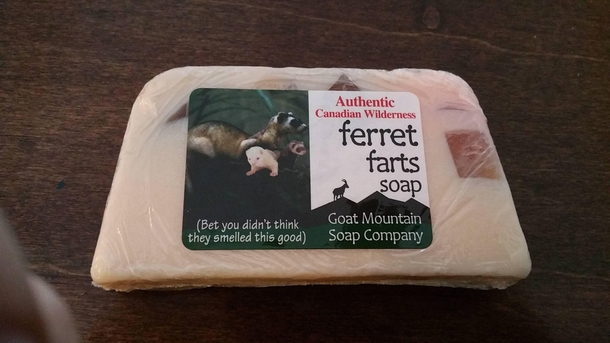 Authentic
Canadian Wilderness
ferret
farts
soap
(Bet you didn't think
they smelled this good)
Goat Mountain
Soap Company